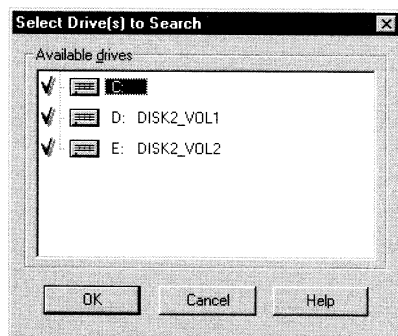 Select Drive(s) to Search
Available drives
C:
D: DISK2_VOL1
E: DISK2_VOL2
OK Cancel Help